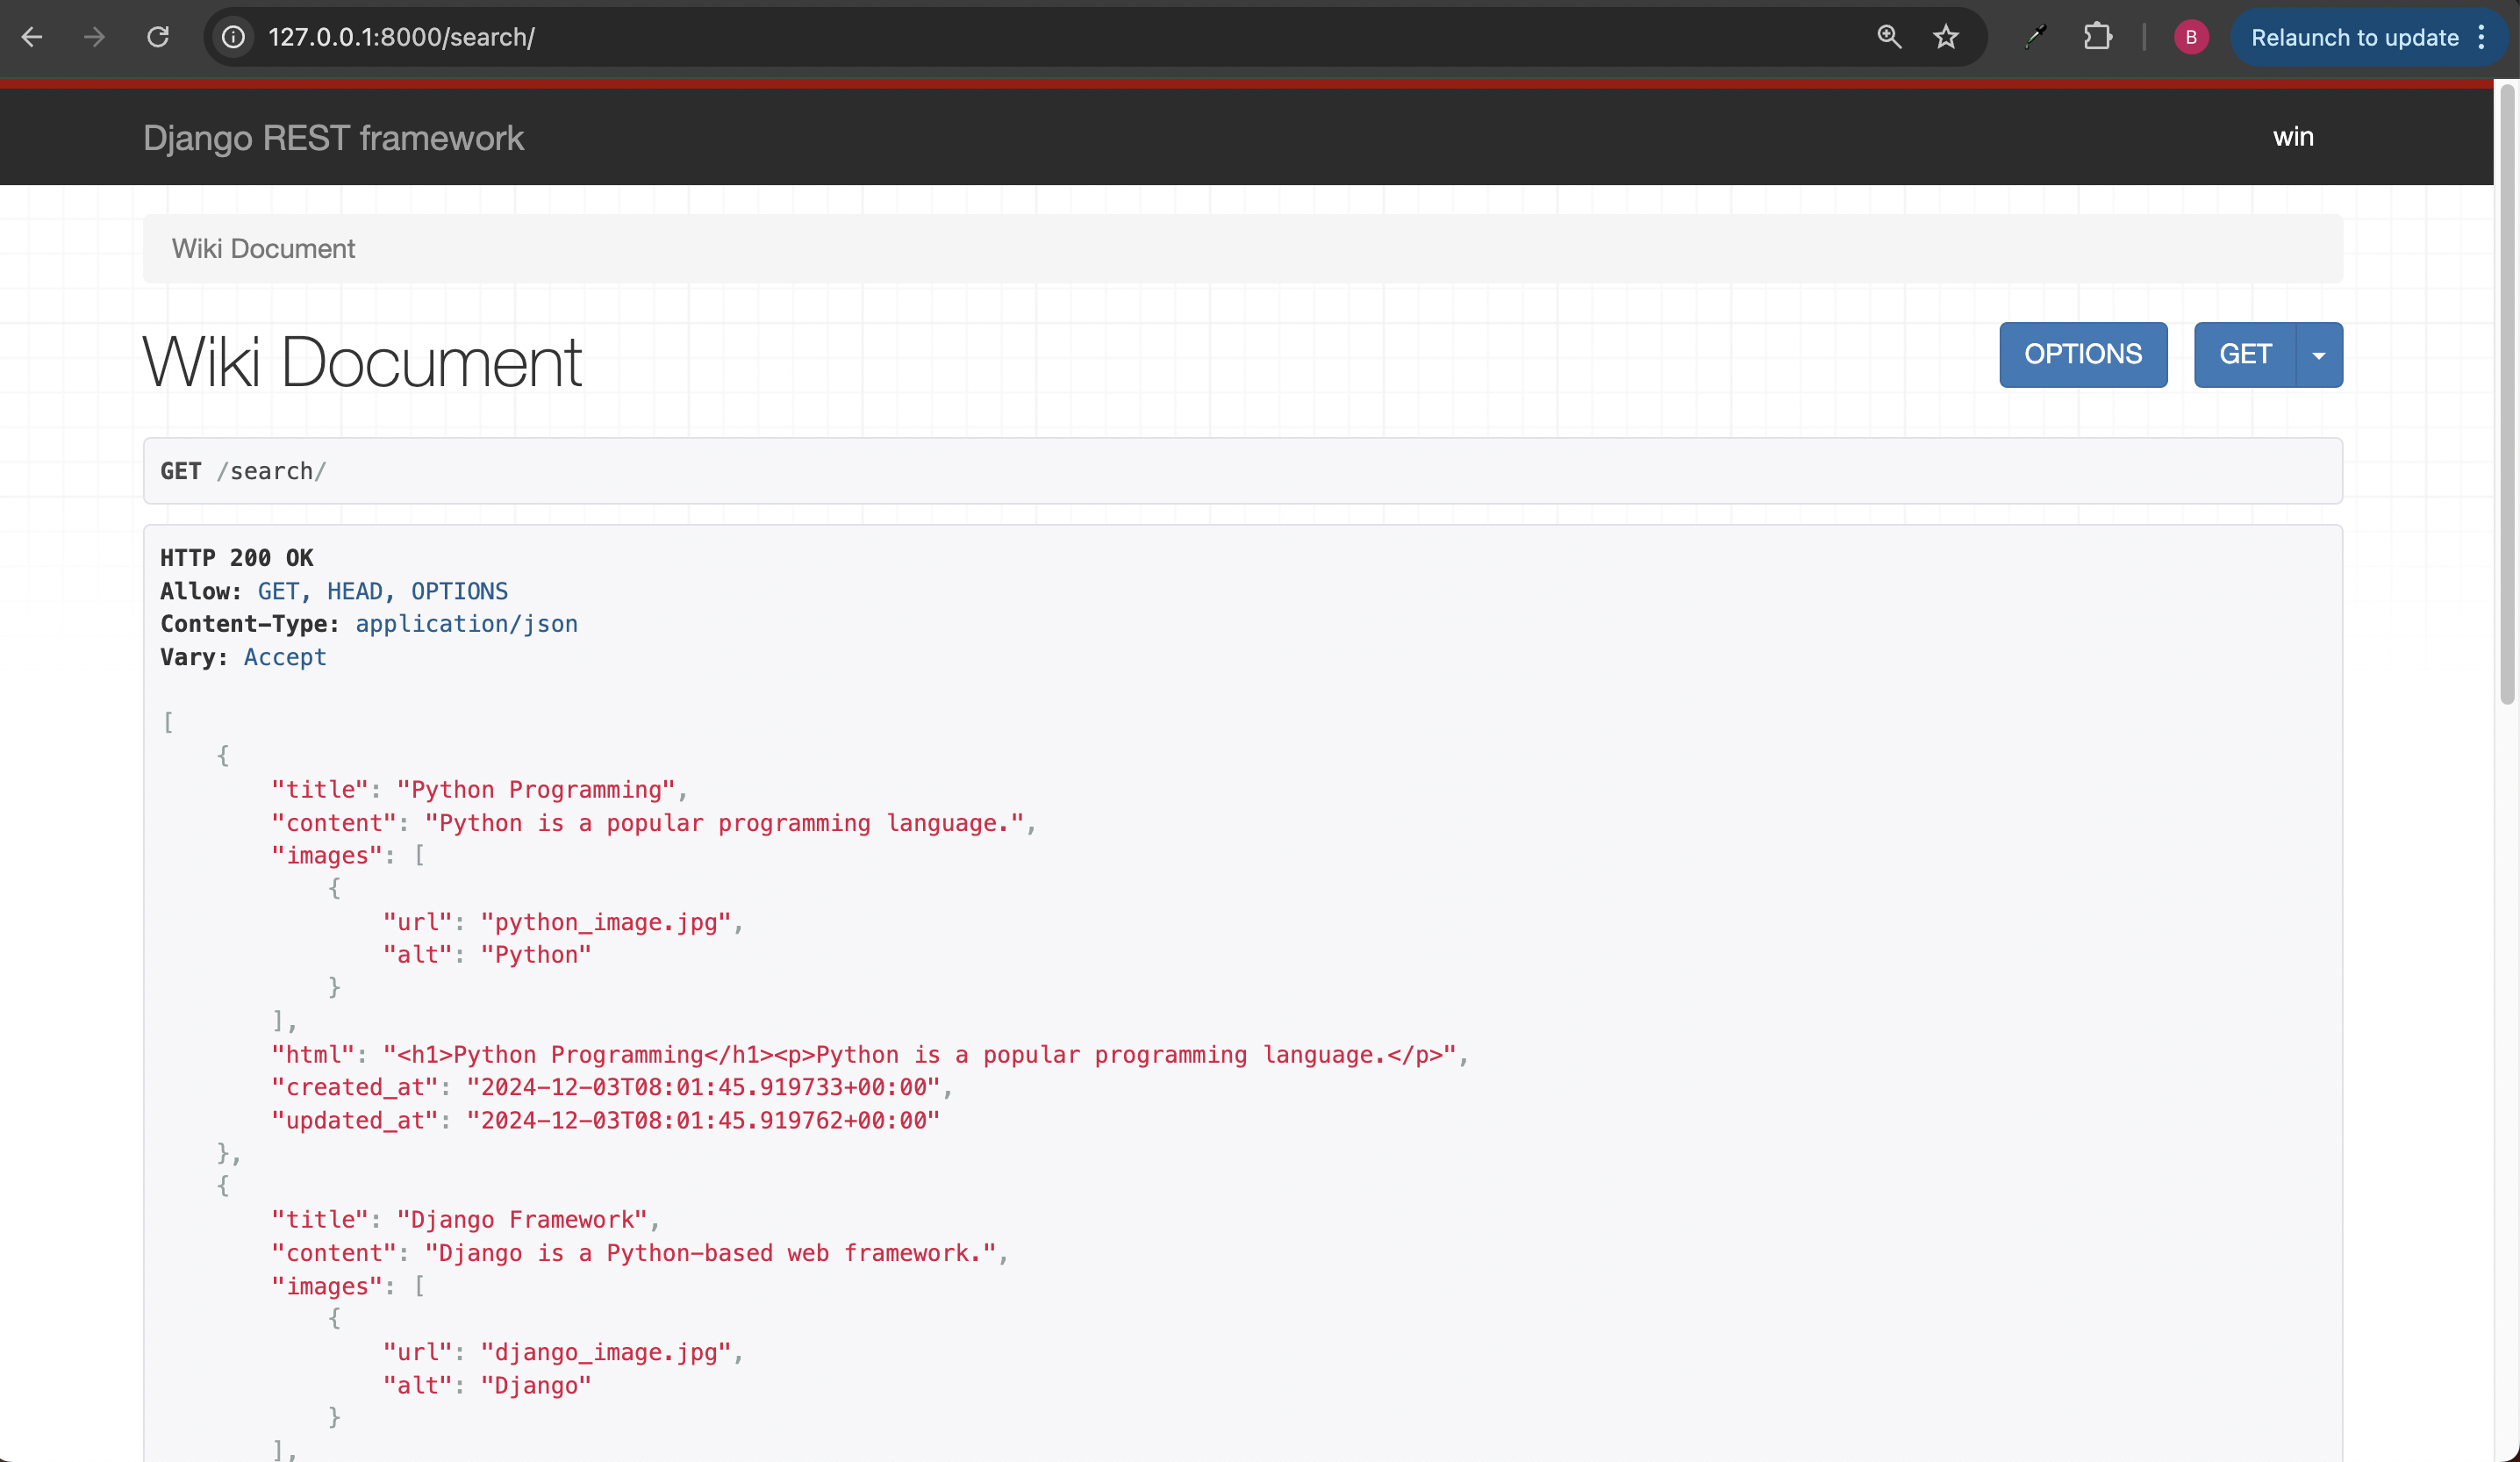 127.0.0.1:8000/search/
B
Relaunch to update
Django REST framework
win
Wiki Document
Wiki Document
OPTIONS
GET
GET /search/
HTTP 200 OK
Allow: GET, HEAD, OPTIONS
Content-Type: application/json
Vary: Accept
[
    {
        "title": "Python Programming",
        "content": "Python is a popular programming language.",
        "images": [
            {
                "url": "python_image.jpg",
                "alt": "Python"
            }
        ],
        "html": "<h1>Python Programming</h1><p>Python is a popular programming language.</p>",
        "created_at": "2024-12-03T08:01:45.919733+00:00",
        "updated_at": "2024-12-03T08:01:45.919762+00:00"
    },
    {
        "title": "Django Framework",
        "content": "Django is a Python-based web framework.",
        "images": [
            {
                "url": "django_image.jpg",
                "alt": "Django"
            }
        ],